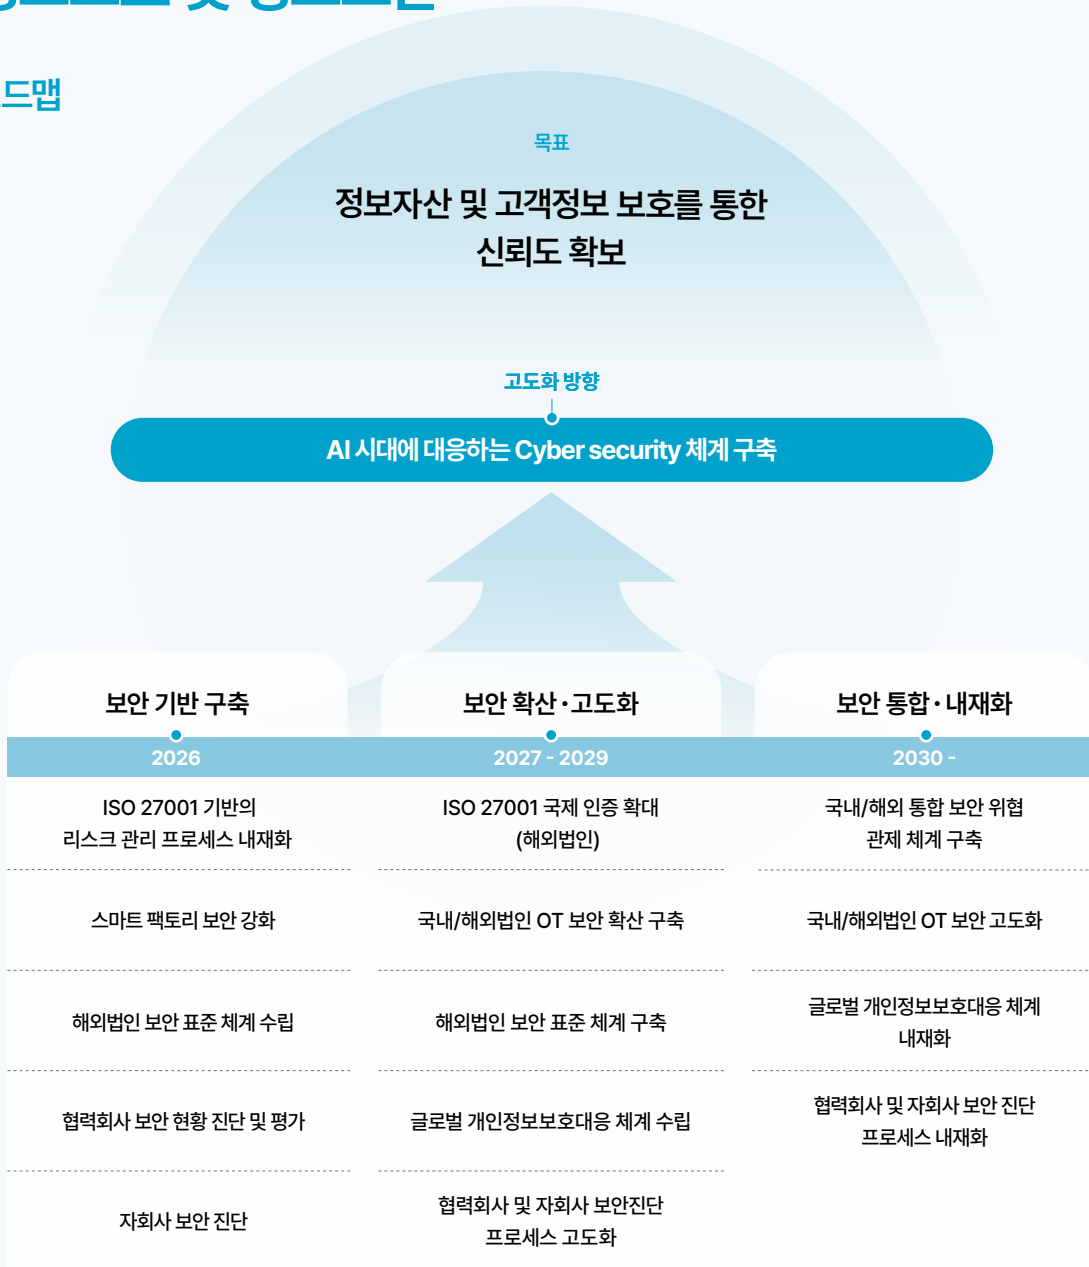 드맵
목표
정보자산 및 고객정보 보호를 통한
신뢰도 확보
고도화 방향
AI 시대에 대응하는 Cyber security 체계 구축
보안 기반 구축
2026
ISO 27001 기반의
리스크 관리 프로세스 내재화
스마트 팩토리 보안 강화
해외법인 보안 표준 체계 수립
협력회사 보안 현황 진단 및 평가
자회사 보안 진단
보안 확산·고도화
2027 - 2029
ISO 27001 국제 인증 확대
(해외법인)
국내/해외법인 OT 보안 확산 구축
해외법인 보안 표준 체계 구축
글로벌 개인정보보호대응 체계 수립
협력회사 및 자회사 보안진단
프로세스 고도화
보안 통합·내재화
2030 -
국내/해외 통합 보안 위협
관제 체계 구축
국내/해외법인 OT 보안 고도화
글로벌 개인정보보호대응 체계
내재화
협력회사 및 자회사 보안 진단
프로세스 내재화